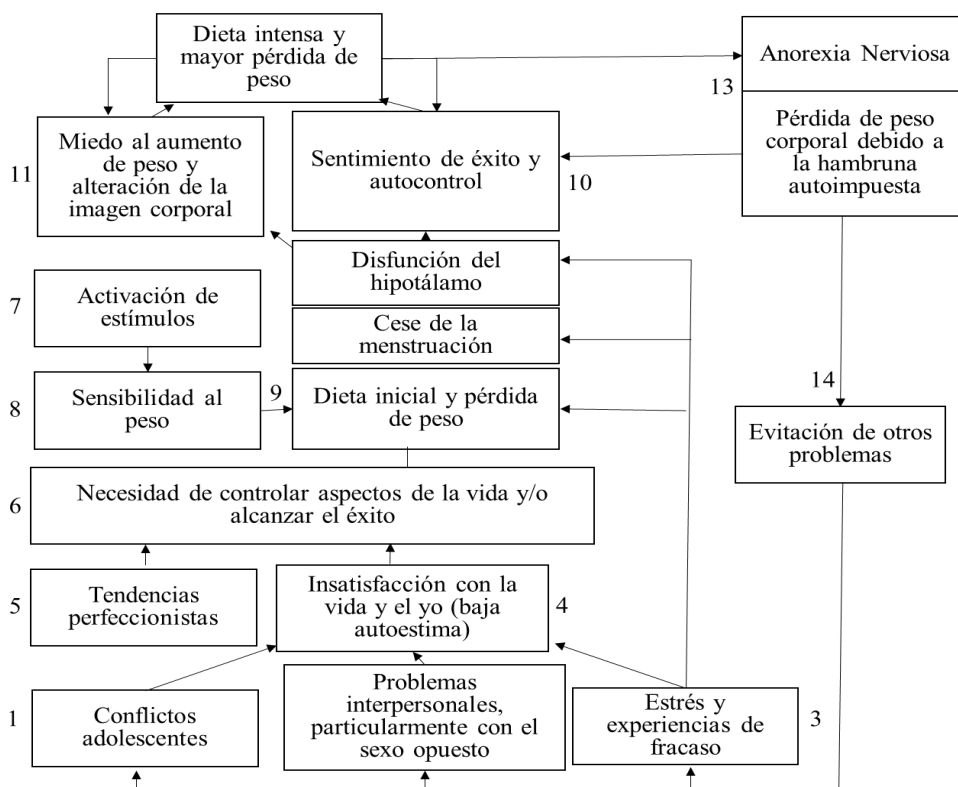 Dieta intensa y
mayor pérdida de
peso
Anorexia Nerviosa
13
Pérdida de peso
corporal debido a
la hambruna
autoimpuesta
11
Miedo al aumento
de peso y
alteración de la
imagen corporal
Sentimiento de éxito y
autocontrol
10
Disfunción del
hipotálamo
7
Activación de
estímulos
Cese de la
menstruación
8
Sensibilidad al
peso
9
Dieta inicial y pérdida
de peso
14
Evitación de otros
problemas
6
Necesidad de controlar aspectos de la vida y/o
alcanzar el éxito
5
Tendencias
perfeccionistas
Insatisfacción con la
vida y el yo (baja
autoestima)
4
1
Conflictos
adolescentes
Problemas
interpersonales,
particularmente con el
sexo opuesto
Estrés y
experiencias de
fracaso
3